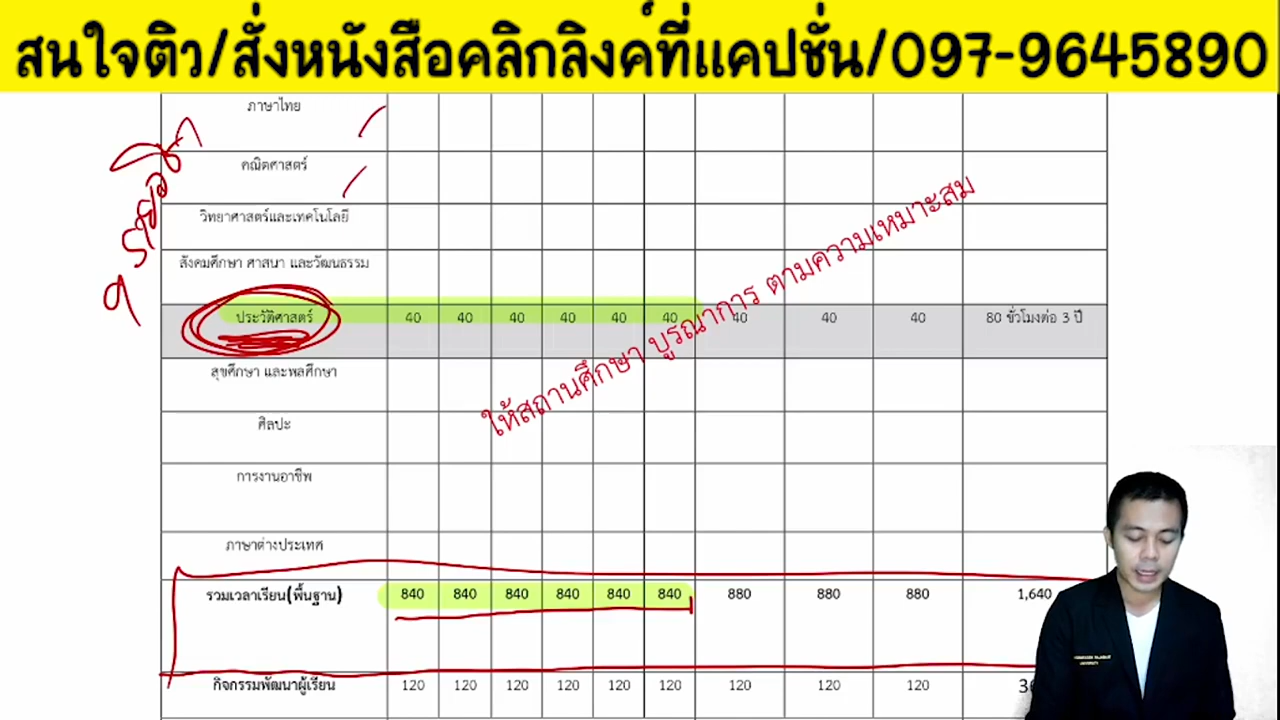 สนใจติว/สั่งหนังสือคลิกลิงค์ที่แคปชั่น/097-9645890
ภาษาไทย
คณิตศาสตร์
วิทยาศาสตร์และเทคโนโลยี
สังคมศึกษา ศาสนา และวัฒนธรรม
ประวัติศาสตร์ 40 40 40 40 40 40 40 40 40 80 ชั่วโมงต่อ 3 ปี
สุขศึกษา และพลศึกษา
ศิลปะ
การงานอาชีพ
ภาษาต่างประเทศ
ให้สถานศึกษา บูรณาการ ตามความเหมาะสม
รวมเวลาเรียน(พื้นฐาน) 840 840 840 840 840 840 880 880 880 1,640
กิจกรรมพัฒนาผู้เรียน 120 120 120 120 120 120 120 120 120